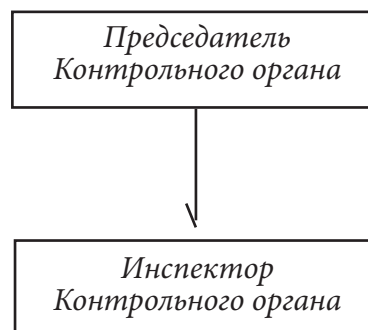 Председатель
Контрольного органа
Инспектор
Контрольного органа